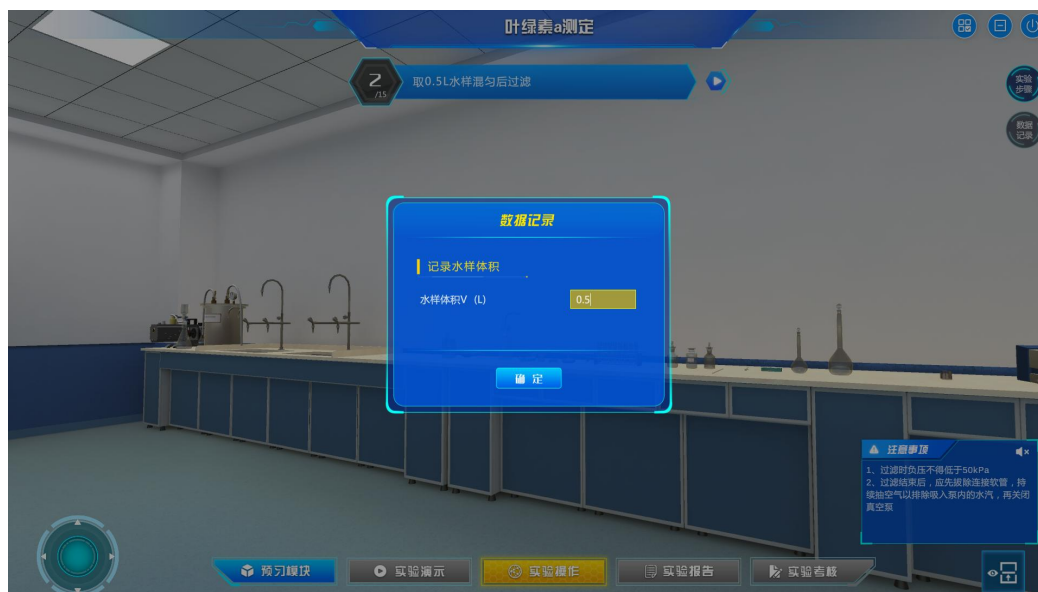 叶绿素a测定
2
/15
取0.5L水样混匀后过滤
实验
步骤
数据
记录
数据记录
记录水样体积
水样体积V（L)
0.5
确 定
注意事项
1、过滤时负压不得低于50kPa
2、过滤结束后，应先拔除连接软管，持
续抽空气以排除吸入泵内的水汽，再关闭
真空泵
预习模块
实验演示
实验操作
实验报告
实验考核